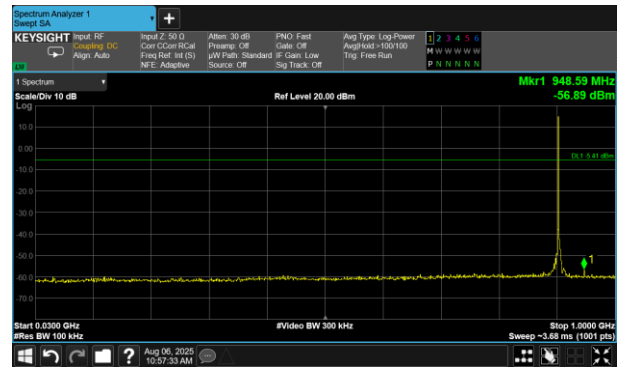 Spectrum Analyzer 1
Swept SA
+
KEYSIGHT Input: RF Input Z: 50 Ω Atten: 30 dB PNO: Fast Avg Type: Log-Power 1 2 3 4 5 6
Coupling: DC Corr CCorr RCal Preamp: Off Gate: Off Avg|Hold:>100/100 M W W W W W
Align: Auto Freq Ref: Int (S) µW Path: Standard IF Gain: Low Trig: Free Run
LXI NFE: Adaptive Source: Off Sig Track: Off P N N N N N
1 Spectrum Mkr1 948.59 MHz
Scale/Div 10 dB Ref Level 20.00 dBm -56.89 dBm
Log
10.0
0.00
DL1 -5.41 dBm
-10.0
-20.0
-30.0
-40.0
-50.0
1
-60.0
-70.0
Start 0.0300 GHz #Video BW 300 kHz Stop 1.0000 GHz
#Res BW 100 kHz Sweep ~3.68 ms (1001 pts)
? Aug 06, 2025
10:57:33 AM